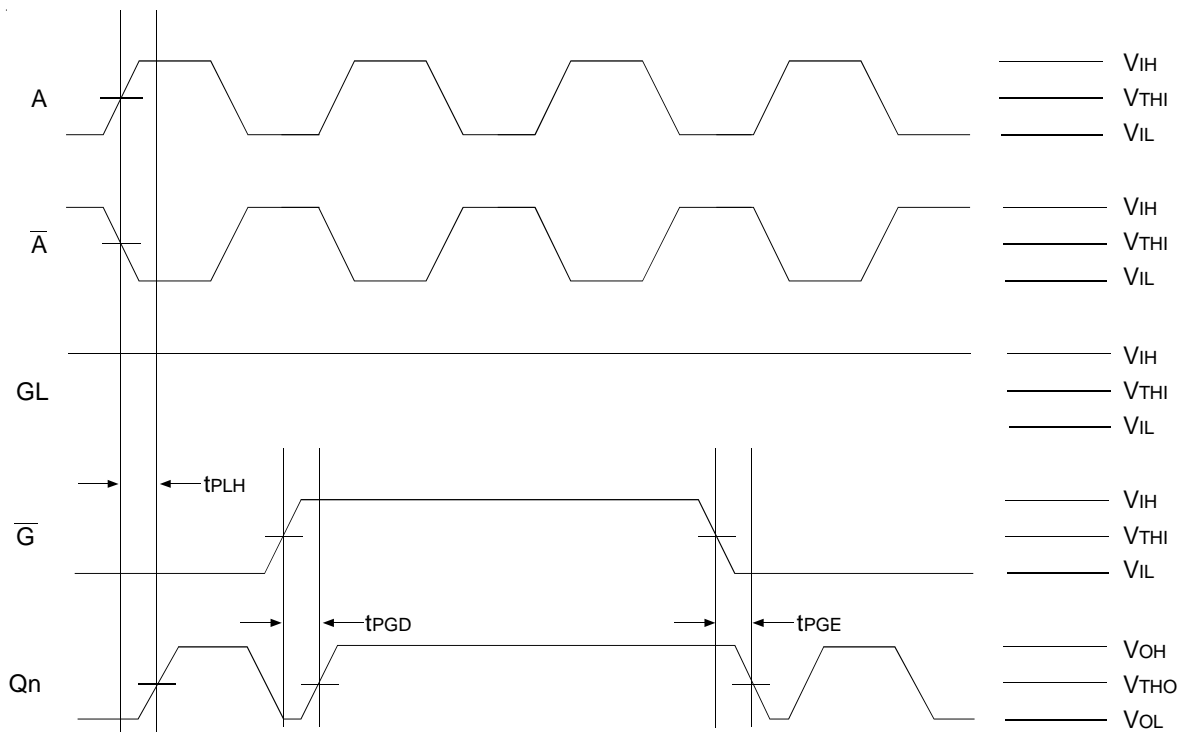 A
VIH
VTHI
VIL
A
VIH
VTHI
VIL
GL
VIH
VTHI
VIL
tPLH
G
VIH
VTHI
VIL
tPGD
tPGE
Qn
VOH
VTHO
VOL